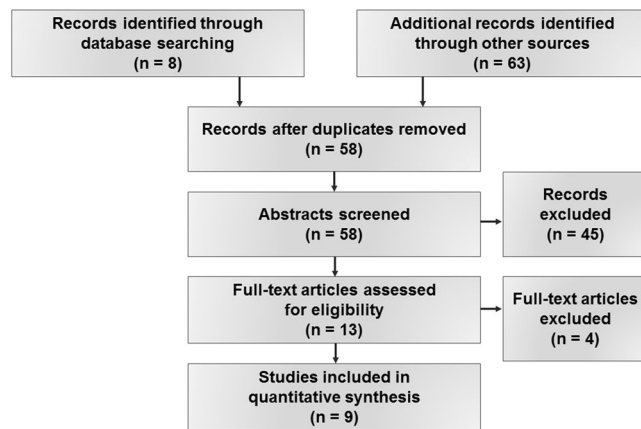 Records identified through
database searching
(n = 8)
Additional records identified
through other sources
(n = 63)
Records after duplicates removed
(n = 58)
Abstracts screened
(n = 58)
Records
excluded
(n = 45)
Full-text articles assessed
for eligibility
(n = 13)
Full-text articles
excluded
(n = 4)
Studies included in
quantitative synthesis
(n = 9)